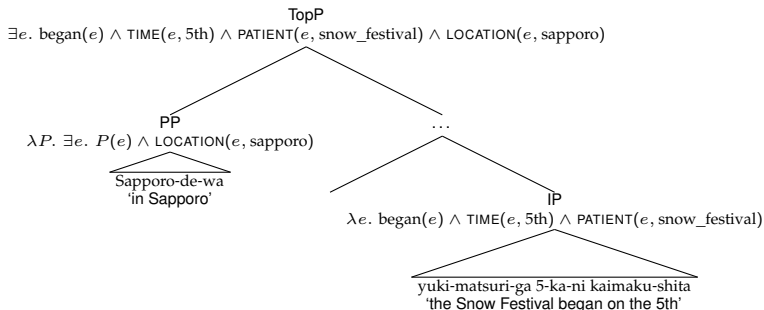 TopP
∃e. began(e) ∧ TIME(e, 5th) ∧ PATIENT(e, snow_festival) ∧ LOCATION(e, sapporo)
PP
λP. ∃e. P(e) ∧ LOCATION(e, sapporo)
Sapporo-de-wa
‘in Sapporo’
...
IP
λe. began(e) ∧ TIME(e, 5th) ∧ PATIENT(e, snow_festival)
yuki-matsuri-ga 5-ka-ni kaimaku-shita
‘the Snow Festival began on the 5th’